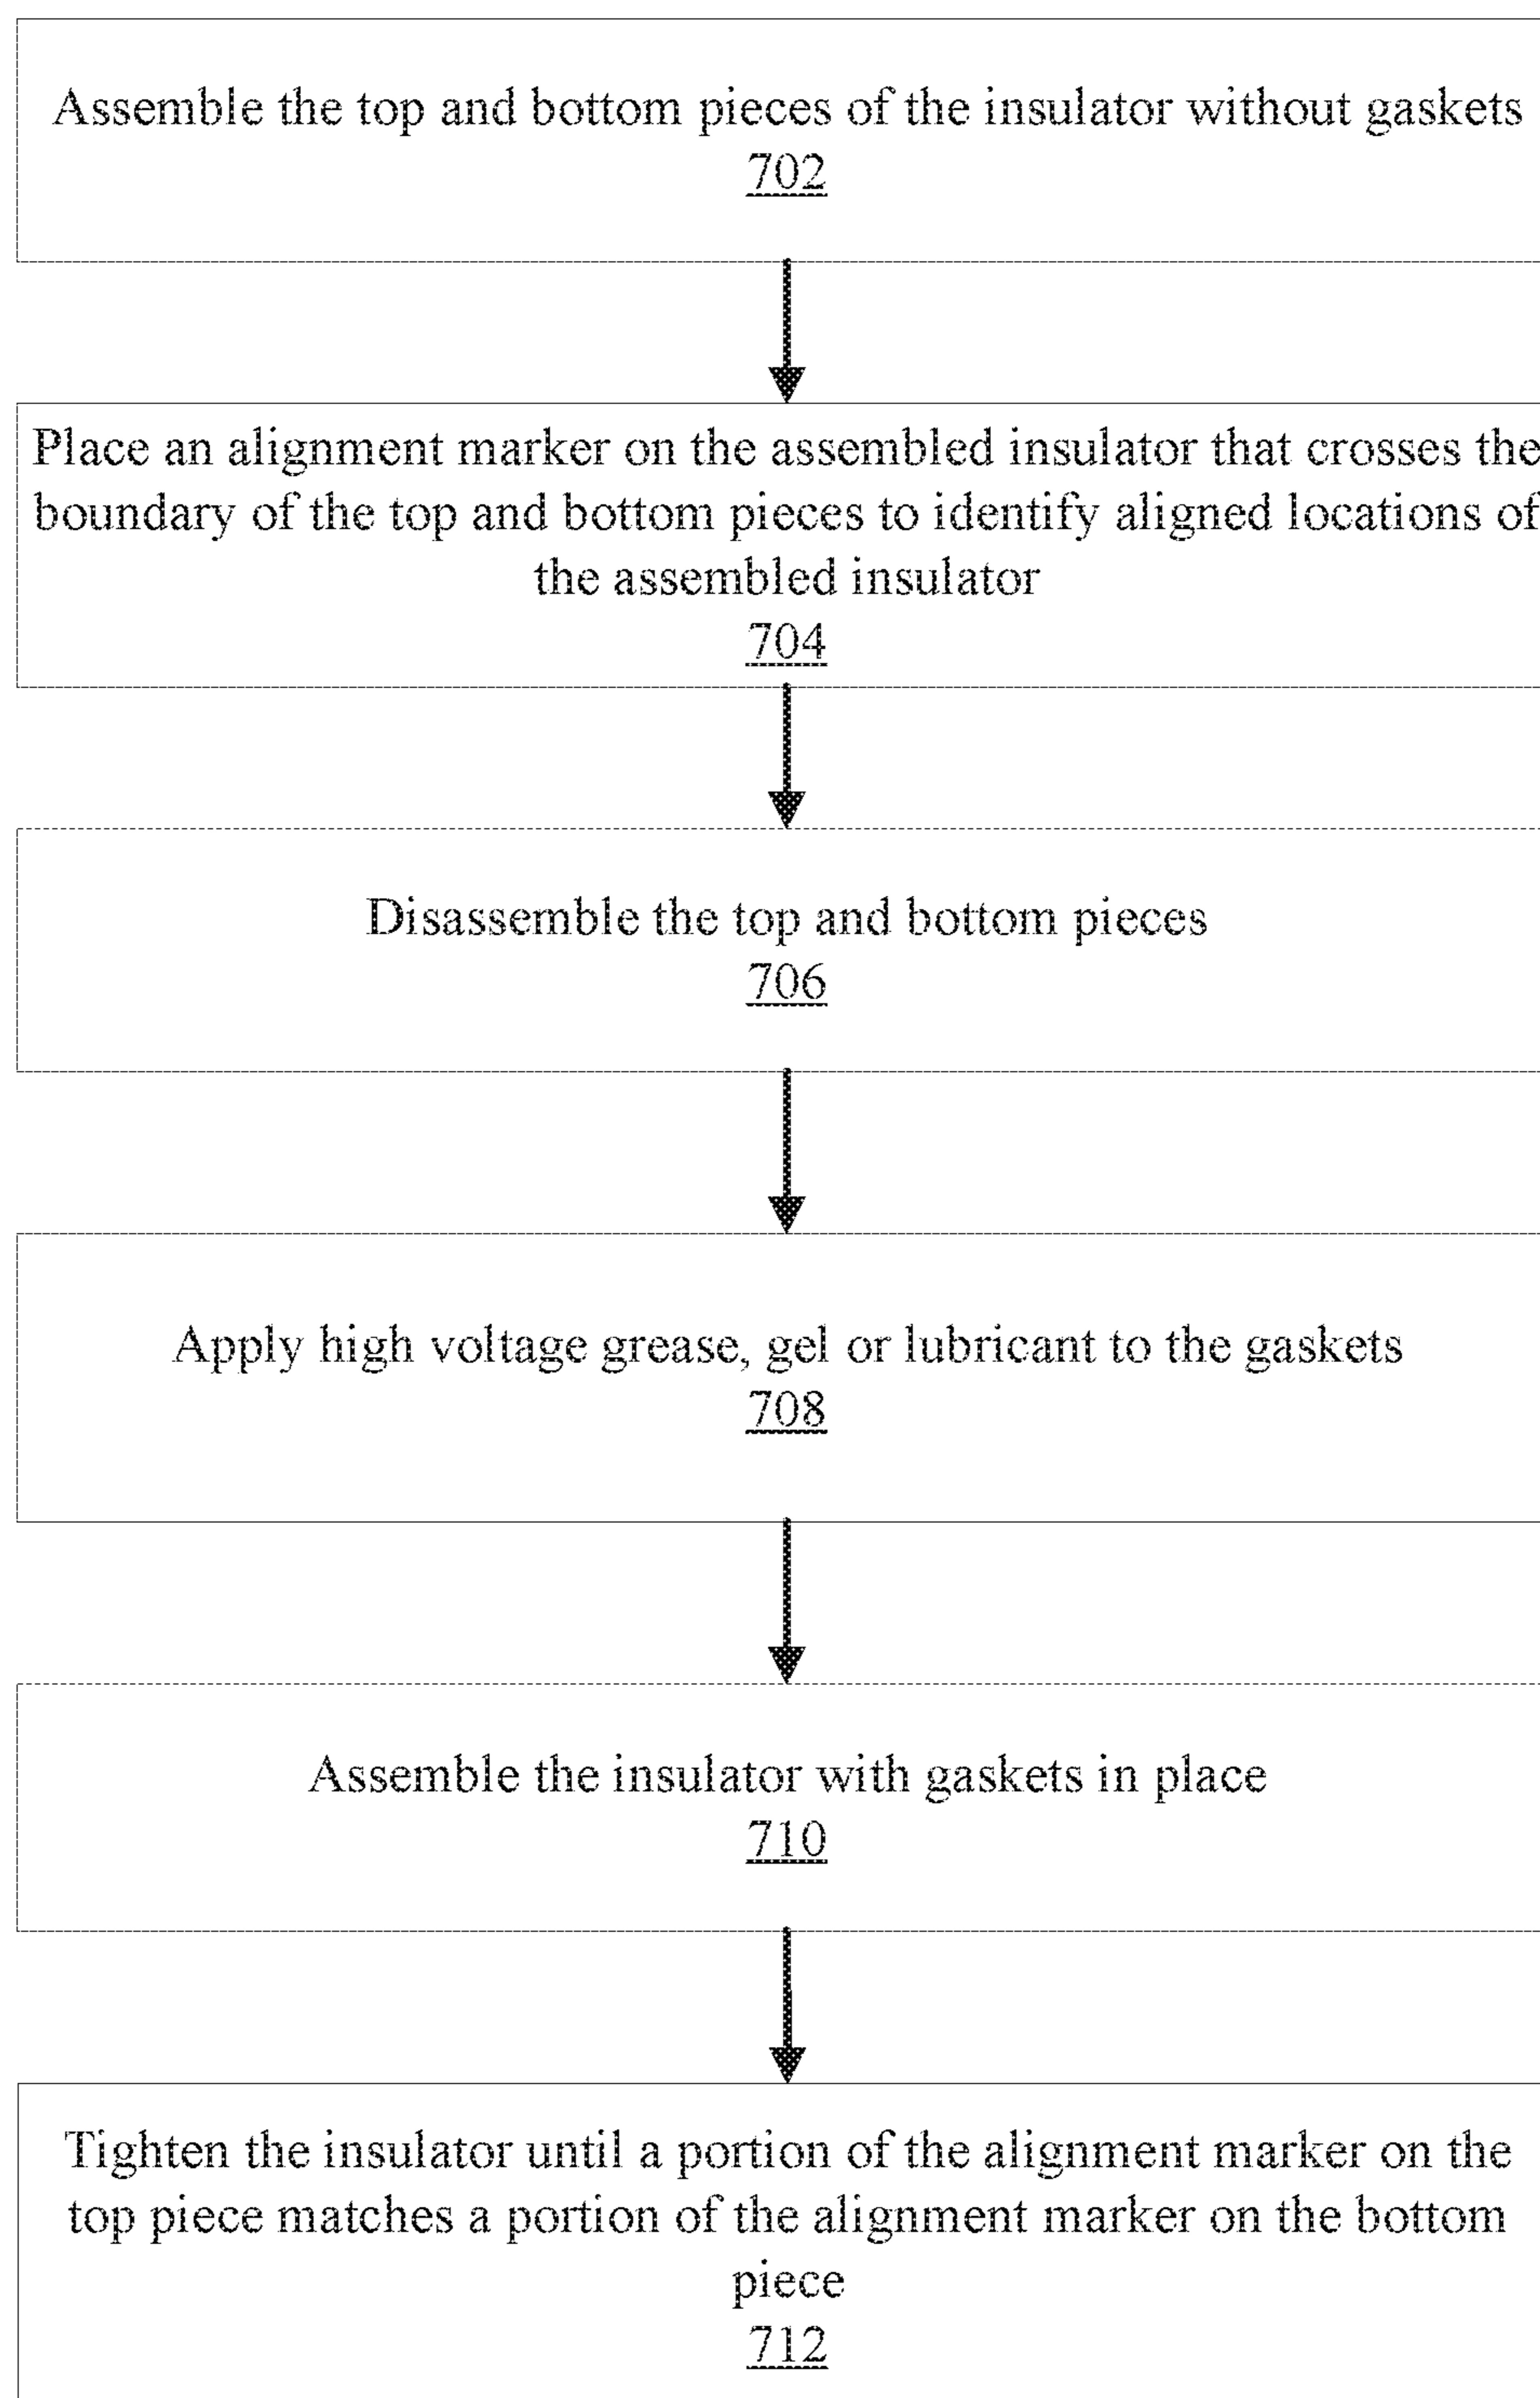 Assemble the top and bottom pieces of the insulator without gaskets
702
Place an alignment marker on the assembled insulator that crosses the
boundary of the top and bottom pieces to identify aligned locations of
the assembled insulator
704
Disassemble the top and bottom pieces
706
Apply high voltage grease, gel or lubricant to the gaskets
708
Assemble the insulator with gaskets in place
710
Tighten the insulator until a portion of the alignment marker on the
top piece matches a portion of the alignment marker on the bottom
piece
712